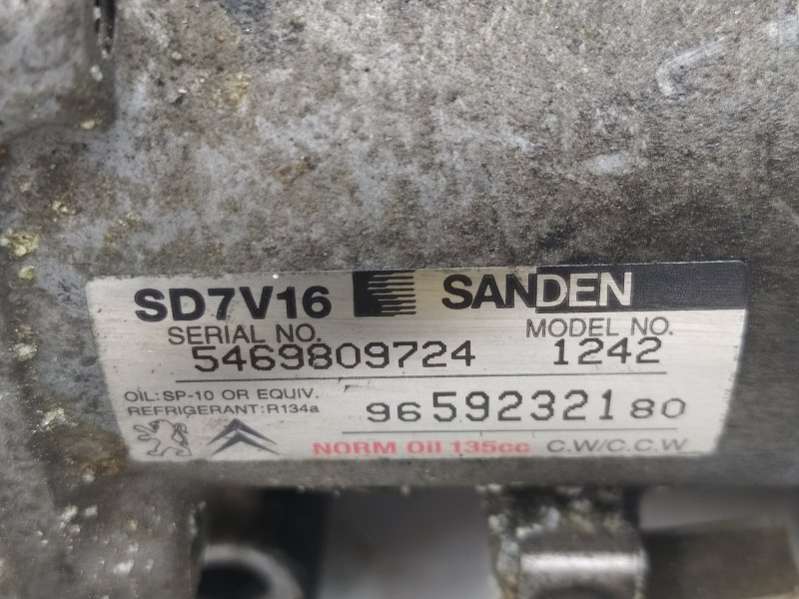 SD7V16 SANDEN
SERIAL NO. MODEL NO.
5469809724 1242
OIL:SP-10 OR EQUIV.
REFRIGERANT:R134a 9659232180
NORM Oil 135cc C.W/C.C.W